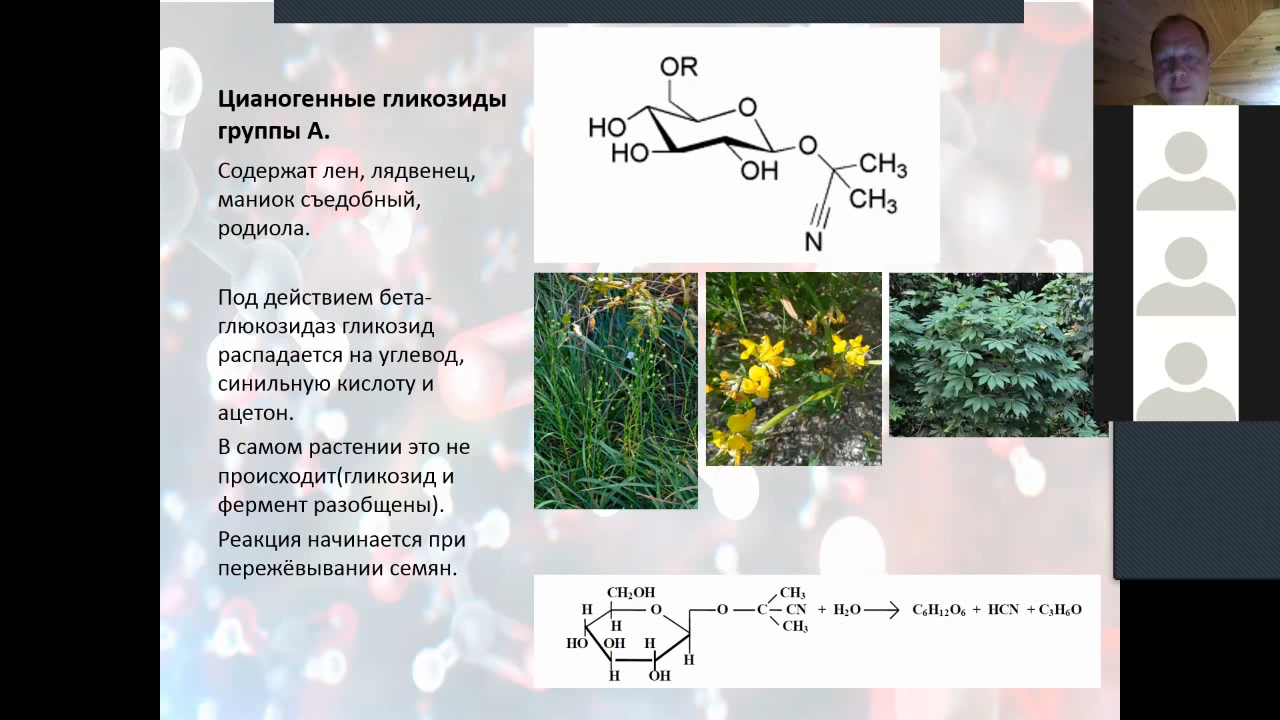 Цианогенные гликозиды
группы А.
Содержат лен, лядвенец,
маниок съедобный,
родиола.
Под действием бета-
глюкозидаз гликозид
распадается на углевод,
синильную кислоту и
ацетон.
В самом растении это не
происходит(гликозид и
фермент разобщены).
Реакция начинается при
пережёвывании семян.
OR
O
HO
HO
OH
O
CH₃
CH₃
N
CH₂OH
H
O
H
HO
OH
H
H
OH
H
O
C
CH₃
CN
CH₃
+ H₂O
C₆H₁₂O₆ + HCN + C₃H₆O